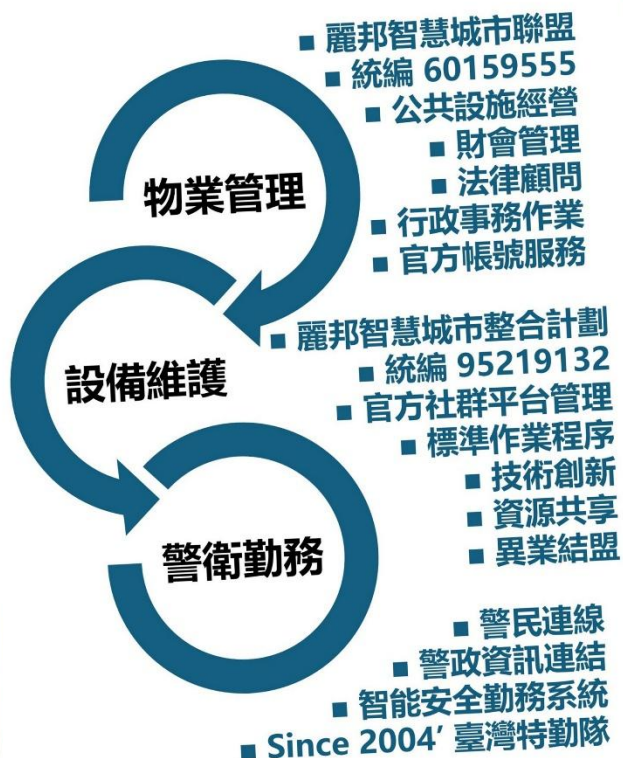 ■ 麗邦智慧城市聯盟
■ 統編 60159555
■ 公共設施經營
■ 財會管理
■ 法律顧問
■ 行政事務作業
■ 官方帳號服務
物業管理
■ 麗邦智慧城市整合計劃
■ 統編 95219132
■ 官方社群平台管理
■ 標準作業程序
■ 技術創新
■ 資源共享
■ 異業結盟
設備維護
警衛勤務
■ 警民連線
■ 警政資訊連結
■ 智能安全勤務系統
■ Since 2004’ 臺灣特勤隊